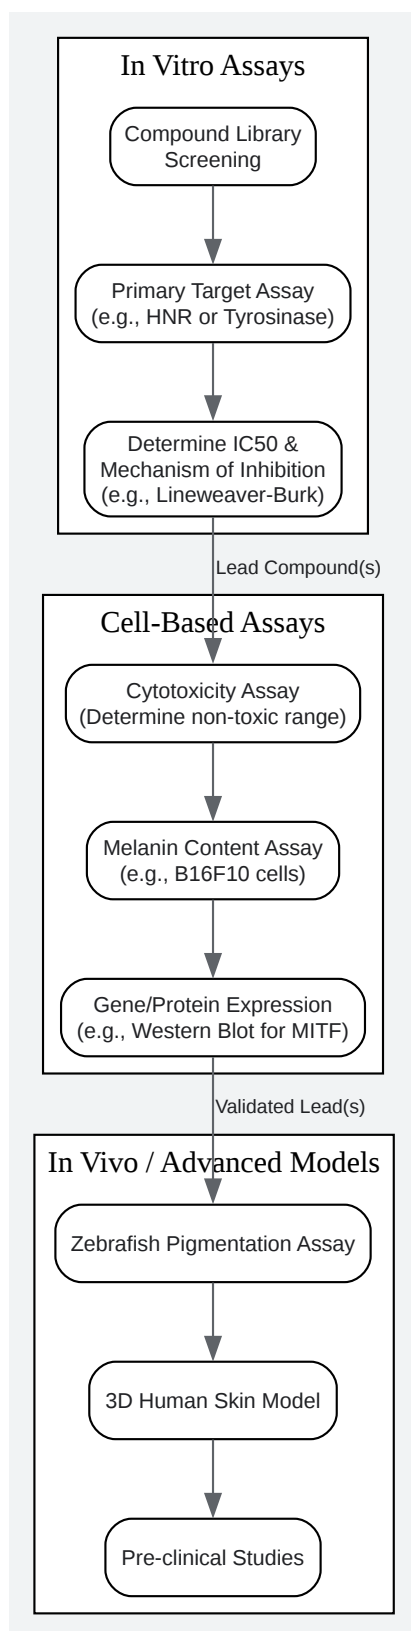 In Vitro Assays
Compound Library
Screening
Primary Target Assay
(e.g., HNR or Tyrosinase)
Determine IC50 &
Mechanism of Inhibition
(e.g., Lineweaver-Burk)
Lead Compound(s)
Cell-Based Assays
Cytotoxicity Assay
(Determine non-toxic range)
Melanin Content Assay
(e.g., B16F10 cells)
Gene/Protein Expression
(e.g., Western Blot for MITF)
Validated Lead(s)
In Vivo / Advanced Models
Zebrafish Pigmentation Assay
3D Human Skin Model
Pre-clinical Studies